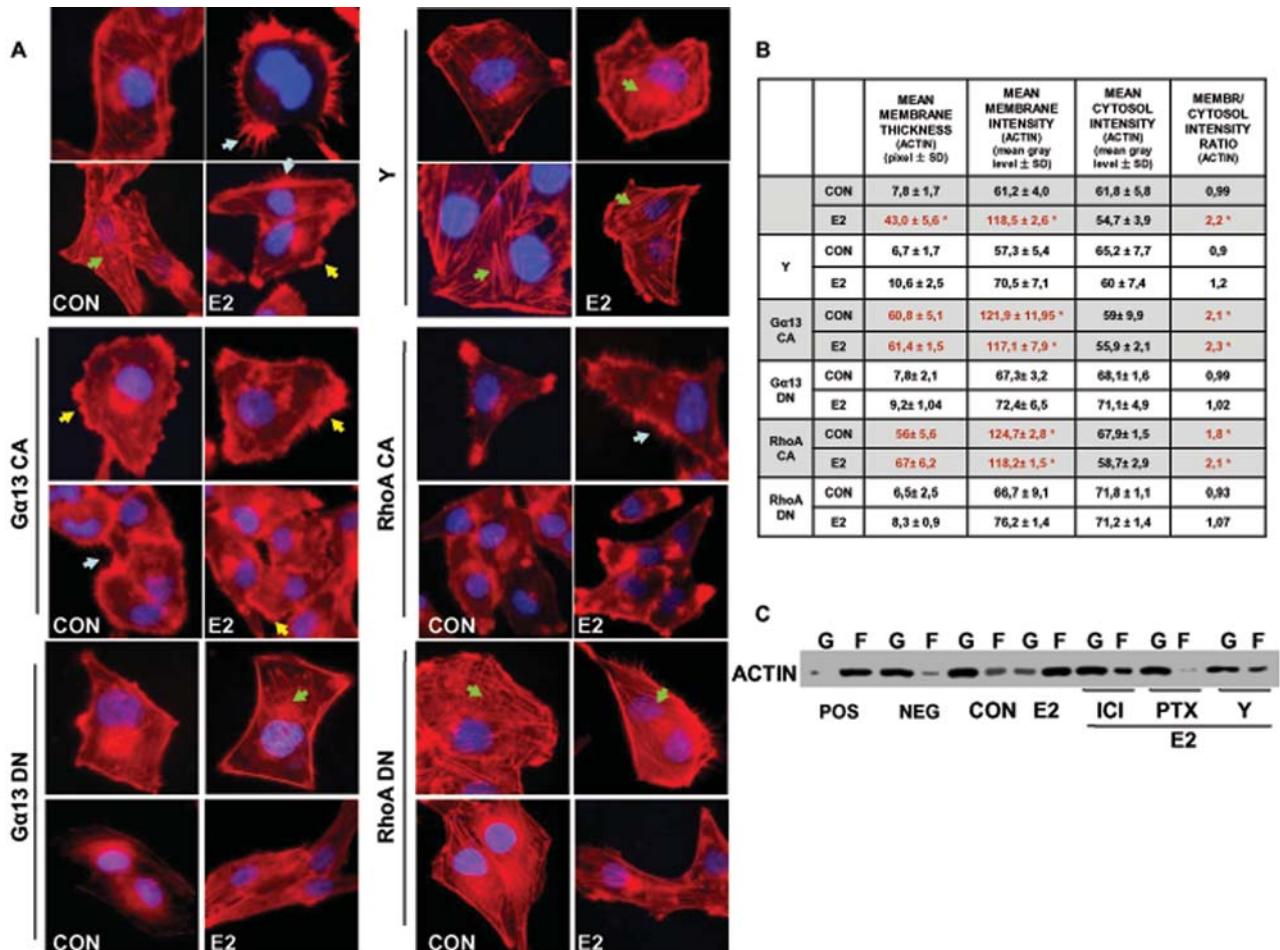 A
CON
E2
Y
E2
Gα13 CA
CON
E2
RhoA CA
CON
E2
Gα13 DN
CON
E2
RhoA DN
CON
E2
B
MEAN MEMBRANE THICKNESS (ACTIN) (pixel ± SD)
MEAN MEMBRANE INTENSITY (ACTIN) (mean gray level ± SD)
MEAN CYTOSOL INTENSITY (ACTIN) (mean gray level ± SD)
MEMBR/ CYTOSOL INTENSITY RATIO (ACTIN)
CON 7,8 ± 1,7 61,2 ± 4,0 61,8 ± 5,8 0,99
E2 43,0 ± 5,6 * 118,5 ± 2,6 * 54,7 ± 3,9 2,2 *
Y
CON 6,7 ± 1,7 57,3 ± 5,4 65,2 ± 7,7 0,9
E2 10,6 ± 2,5 70,5 ± 7,1 60 ± 7,4 1,2
Gα13 CA
CON 60,8 ± 5,1 121,9 ± 11,95 * 59± 9,9 2,1 *
E2 61,4 ± 1,5 117,1 ± 7,9 * 55,9 ± 2,1 2,3 *
Gα13 DN
CON 7,8± 2,1 67,3± 3,2 68,1± 1,6 0,99
E2 9,2± 1,04 72,4± 6,5 71,1± 4,9 1,02
RhoA CA
CON 56± 5,6 124,7± 2,8 * 67,9± 1,5 1,8 *
E2 67± 6,2 118,2± 1,5 * 58,7± 2,9 2,1 *
RhoA DN
CON 6,5± 2,5 66,7 ± 9,1 71,8 ± 1,1 0,93
E2 8,3 ± 0,9 76,2 ± 1,4 71,2 ± 1,4 1,07
C
G F G F G F G F G F G F G F
ACTIN
POS NEG CON E2 ICI PTX Y
E2